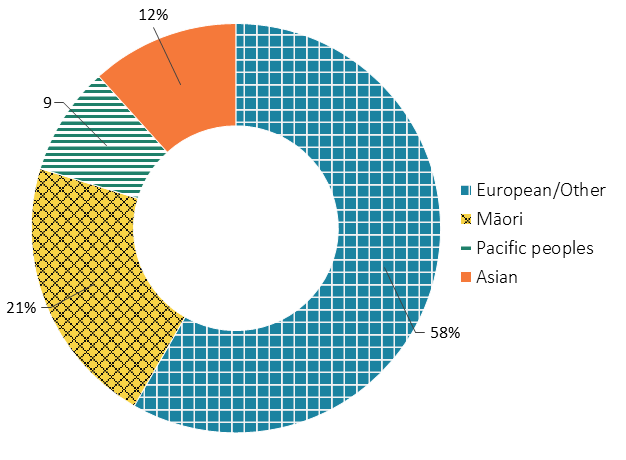 12%
9
21%
58%
European/Other
Māori
Pacific peoples
Asian